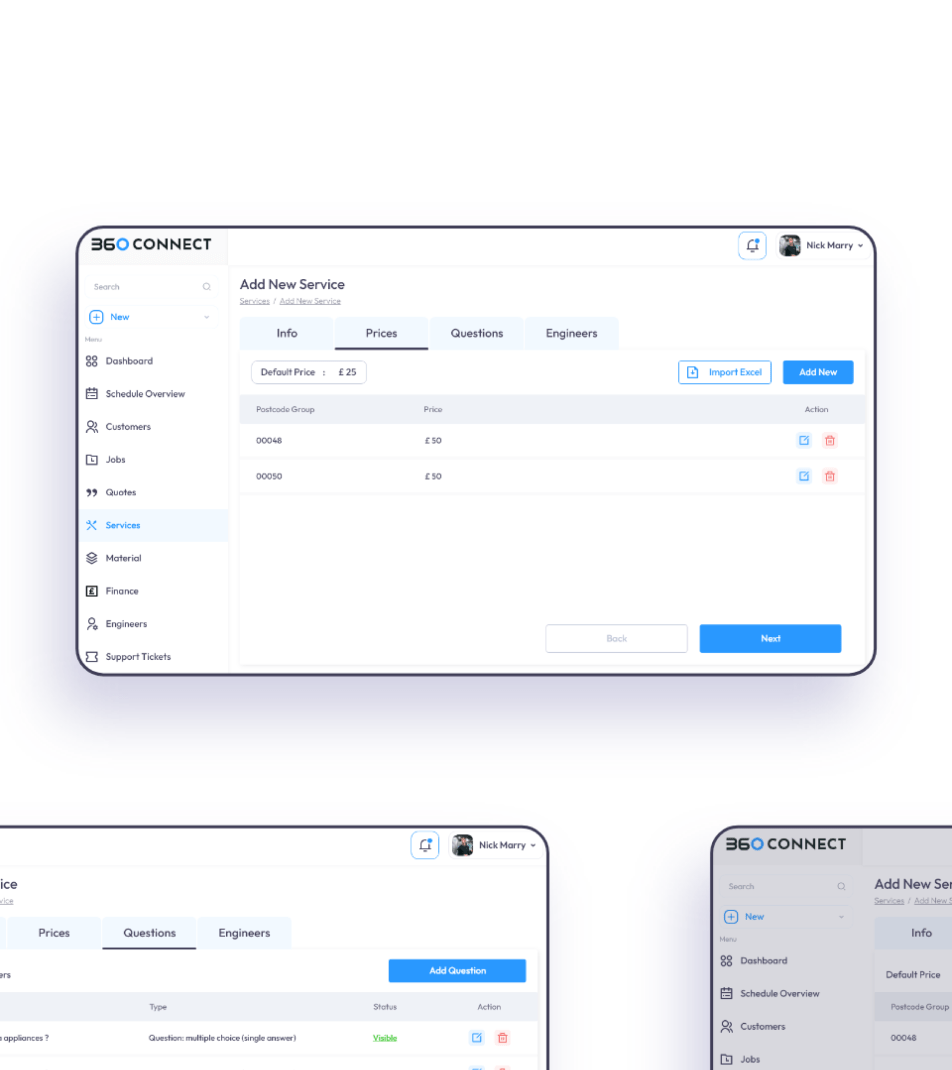 360 CONNECT
Nick Marry
Search
New
Menu
Dashboard
Schedule Overview
Customers
Jobs
Quotes
Services
Material
Finance
Engineers
Support Tickets
Add New Service
Services / Add New Service
Info Prices Questions Engineers
Default Price : £ 25 Import Excel Add New
Postcode Group Price Action
00048 £ 50
00050 £ 50
Back Next
Nick Marry
Prices Questions Engineers
Add Question
Type Status Action
appliances ? Question: multiple choice (single answer) Visible
360 CONNECT
Search
New
Menu
Dashboard
Schedule Overview
Customers
Jobs
Add New Ser
Services / Add New S
Info
Default Price
Postcode Group
00048